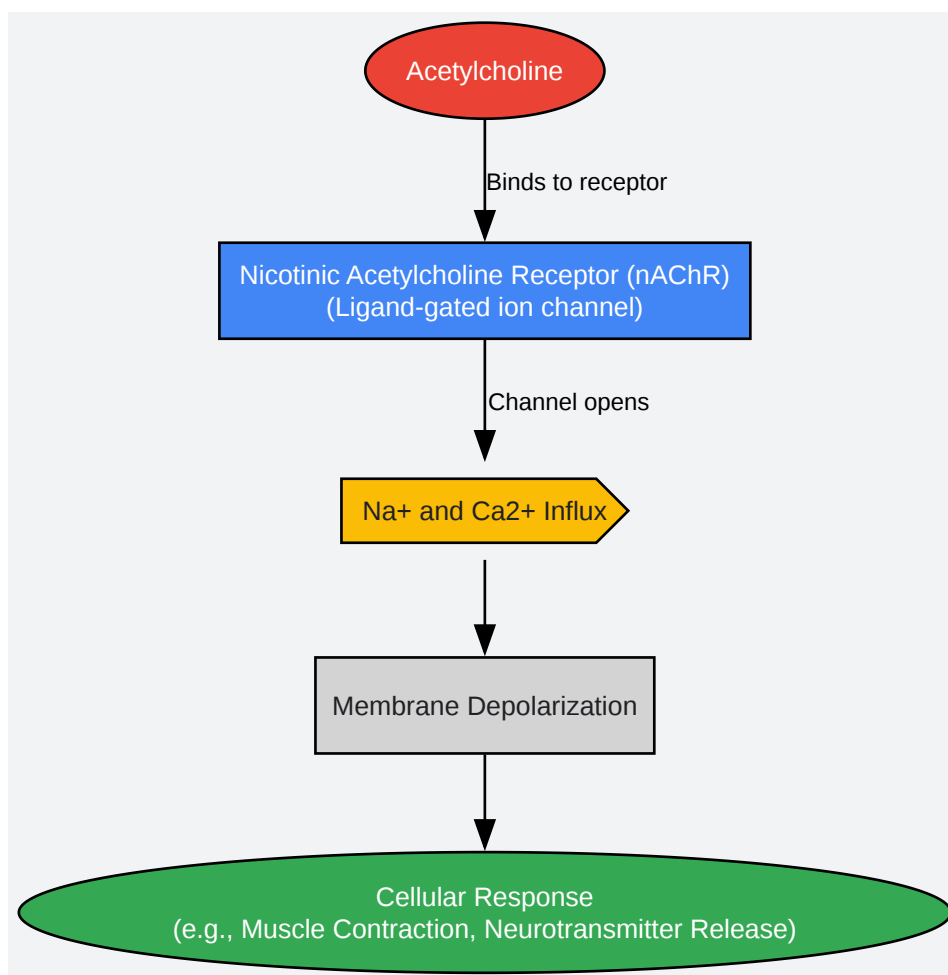 Acetylcholine
Binds to receptor
Nicotinic Acetylcholine Receptor (nAChR)
(Ligand-gated ion channel)
Channel opens
Na+ and Ca2+ Influx
Membrane Depolarization
Cellular Response
(e.g., Muscle Contraction, Neurotransmitter Release)